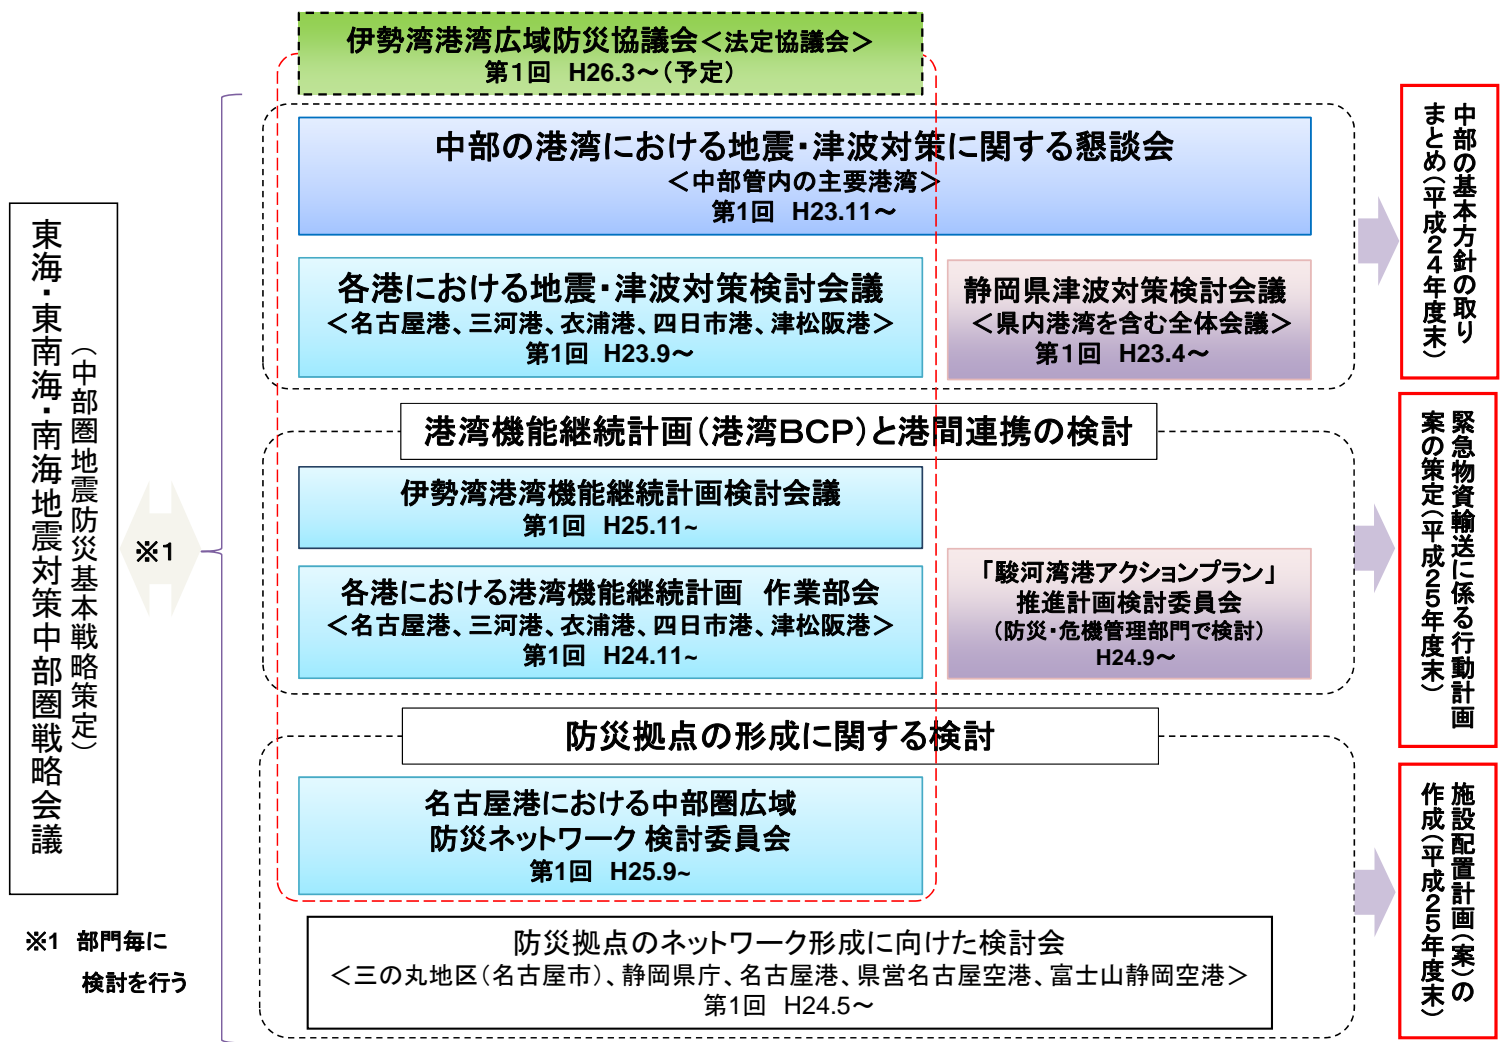 伊勢湾港湾広域防災協議会＜法定協議会＞
第1回 H26.3～（予定）
中部の港湾における地震・津波対策に関する懇談会
＜中部管内の主要港湾＞
第1回 H23.11～
各港における地震・津波対策検討会議
＜名古屋港、三河港、衣浦港、四日市港、津松阪港＞
第1回 H23.9～
静岡県津波対策検討会議
＜県内港湾を含む全体会議＞
第1回 H23.4～
中部の基本方針の取り
まとめ（平成２４年度末）
東海・東南海・南海地震対策中部圏戦略会議
（中部圏地震防災基本戦略策定）
※1
港湾機能継続計画（港湾ＢＣＰ）と港間連携の検討
伊勢湾港湾機能継続計画検討会議
第1回 H25.11~
各港における港湾機能継続計画 作業部会
＜名古屋港、三河港、衣浦港、四日市港、津松阪港＞
第1回 H24.11~
「駿河湾港アクションプラン」
推進計画検討委員会
（防災・危機管理部門で検討）
H24.9～
緊急物資輸送に係る行動計画
案の策定（平成２５年度末）
防災拠点の形成に関する検討
名古屋港における中部圏広域
防災ネットワーク 検討委員会
第1回 H25.9~
防災拠点のネットワーク形成に向けた検討会
＜三の丸地区（名古屋市）、静岡県庁、名古屋港、県営名古屋空港、富士山静岡空港＞
第1回 H24.5～
施設配置計画（案）の
作成（平成２５年度末）
※1 部門毎に
検討を行う